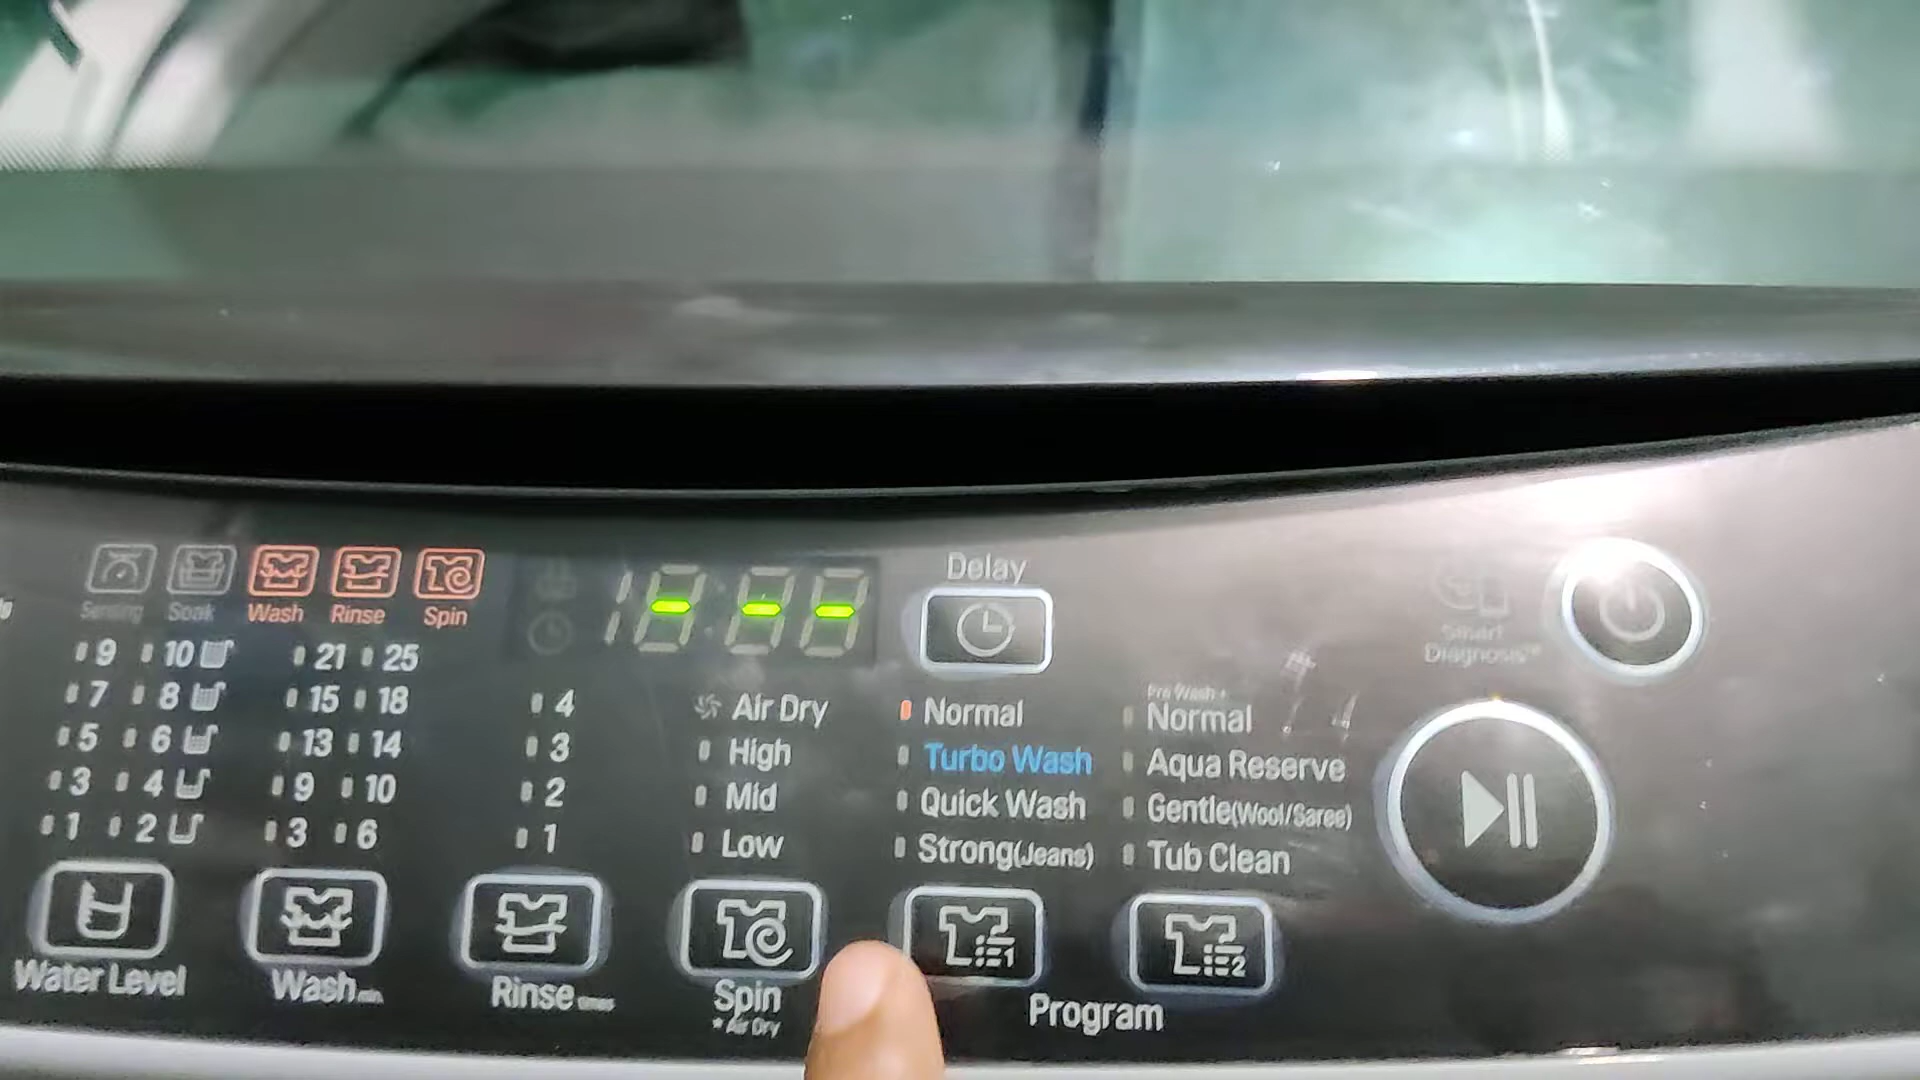 Delay
Sensing Soak Wash Rinse Spin
- - -
Smart
Diagnosis™
9 10 21 25
7 8 15 18 4 Air Dry Normal Pre Wash + Normal
5 6 13 14 3 High Turbo Wash Aqua Reserve
3 4 9 10 2 Mid Quick Wash Gentle(Wool/Saree)
1 2 3 6 1 Low Strong(Jeans) Tub Clean
1 2
Water Level Wash min Rinse times Spin Program
* Air Dry